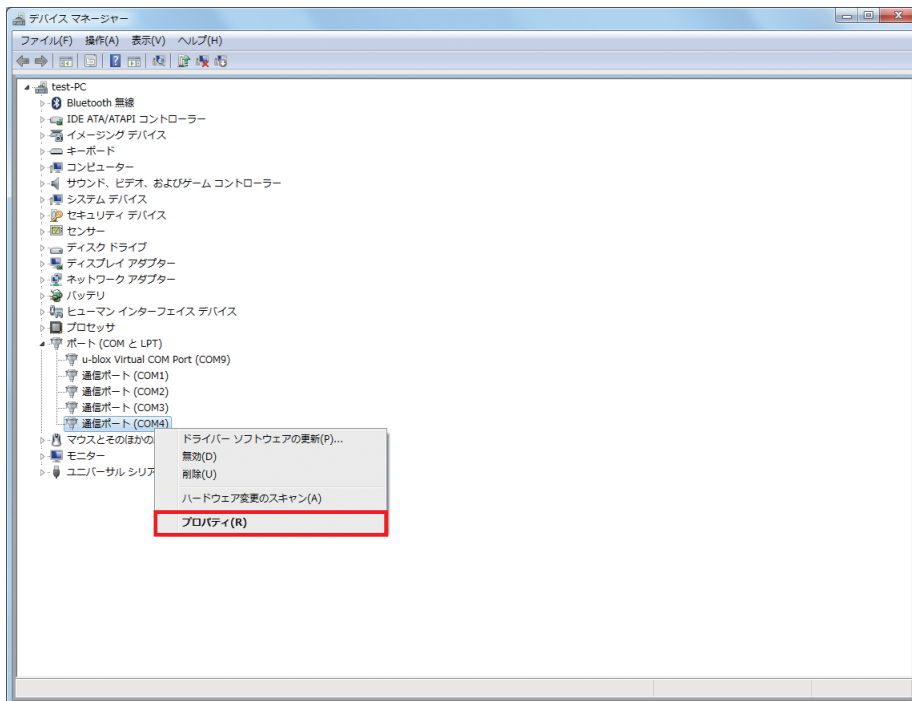 デバイス マネージャー
ファイル(F) 操作(A) 表示(V) ヘルプ(H)
test-PC
Bluetooth 無線
IDE ATA/ATAPI コントローラー
イメージング デバイス
キーボード
コンピューター
サウンド、ビデオ、およびゲーム コントローラー
システム デバイス
セキュリティ デバイス
センサー
ディスク ドライブ
ディスプレイ アダプター
ネットワーク アダプター
バッテリ
ヒューマン インターフェイス デバイス
プロセッサ
ポート (COM と LPT)
u-blox Virtual COM Port (COM9)
通信ポート (COM1)
通信ポート (COM2)
通信ポート (COM3)
通信ポート (COM4)
マウスとそのほかの
モニター
ユニバーサル シリア
ドライバー ソフトウェアの更新(P)...
無効(D)
削除(U)
ハードウェア変更のスキャン(A)
プロパティ(R)